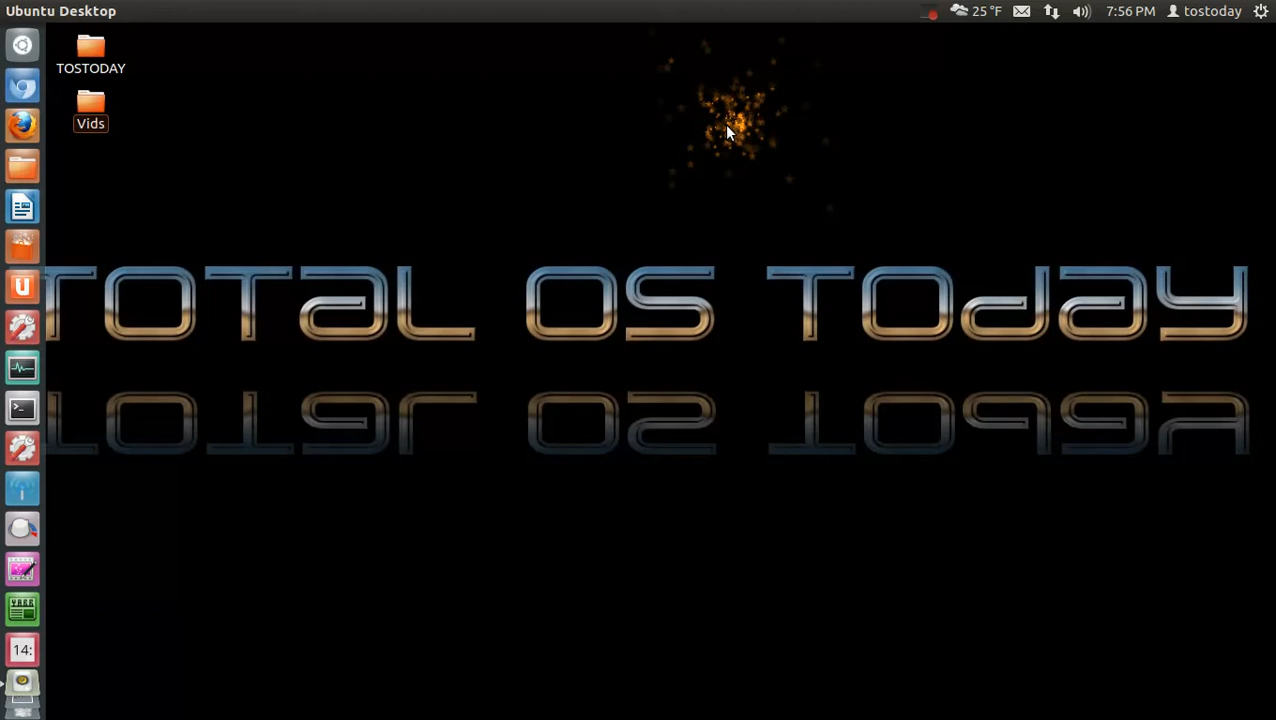 Ubuntu Desktop
25 °F
7:56 PM
tostoday
TOSTODAY
Vids
TOTaL OS TOdaY
14: